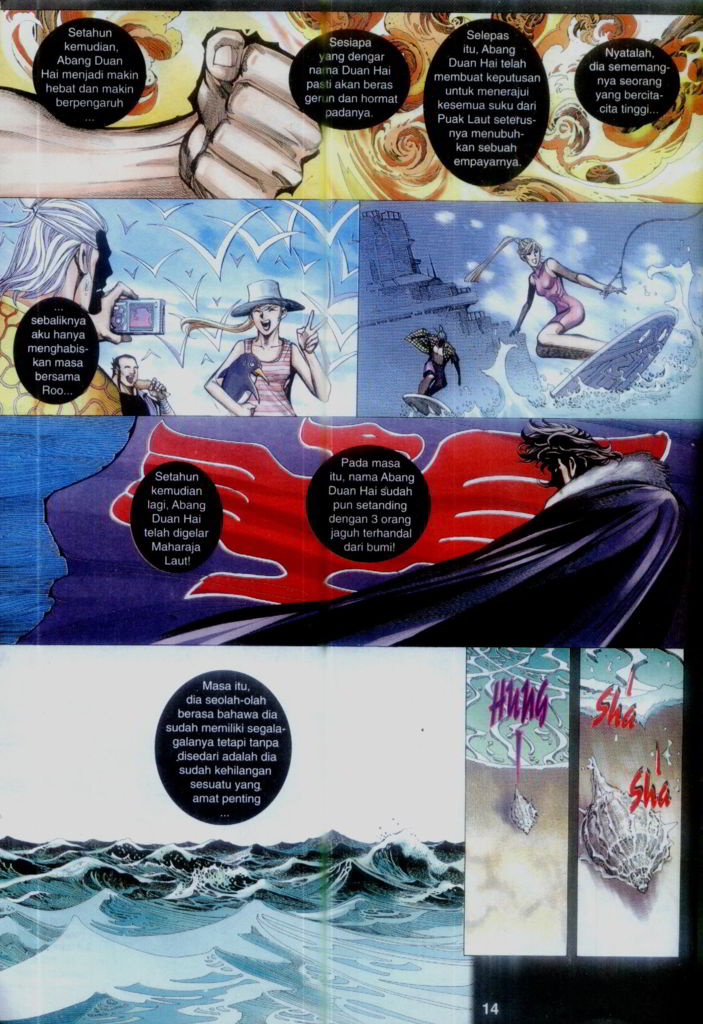 Setahun
kemudian,
Abang Duan
Hai menjadi makin
hebat dan makin
berpengaruh
...
Sesiapa
yang dengar
nama Duan Hai
pasti akan beras
gerun dan hormat
padanya.
Selepas
itu, Abang
Duan Hai telah
membuat keputusan
untuk menerajui
kesemua suku dari
Puak Laut seterus-
nya menubuh-
kan sebuah
empayarnya.
Nyatalah,
dia sememang-
nya seorang
yang bercita-
cita tinggi...
...
sebaliknya
aku hanya
menghabis-
kan masa
bersama
Roo...
Setahun
kemudian
lagi, Abang
Duan Hai
telah digelar
Maharaja
Laut!
Pada masa
itu, nama Abang
Duan Hai sudah
pun setanding
dengan 3 orang
jaguh terhandal
dari bumi!
Masa itu,
dia seolah-olah
berasa bahawa dia
sudah memiliki segala-
galanya tetapi tanpa
disedari adalah dia
sudah kehilangan
sesuatu yang
amat penting
...
HUNG
Sha
Sha
14